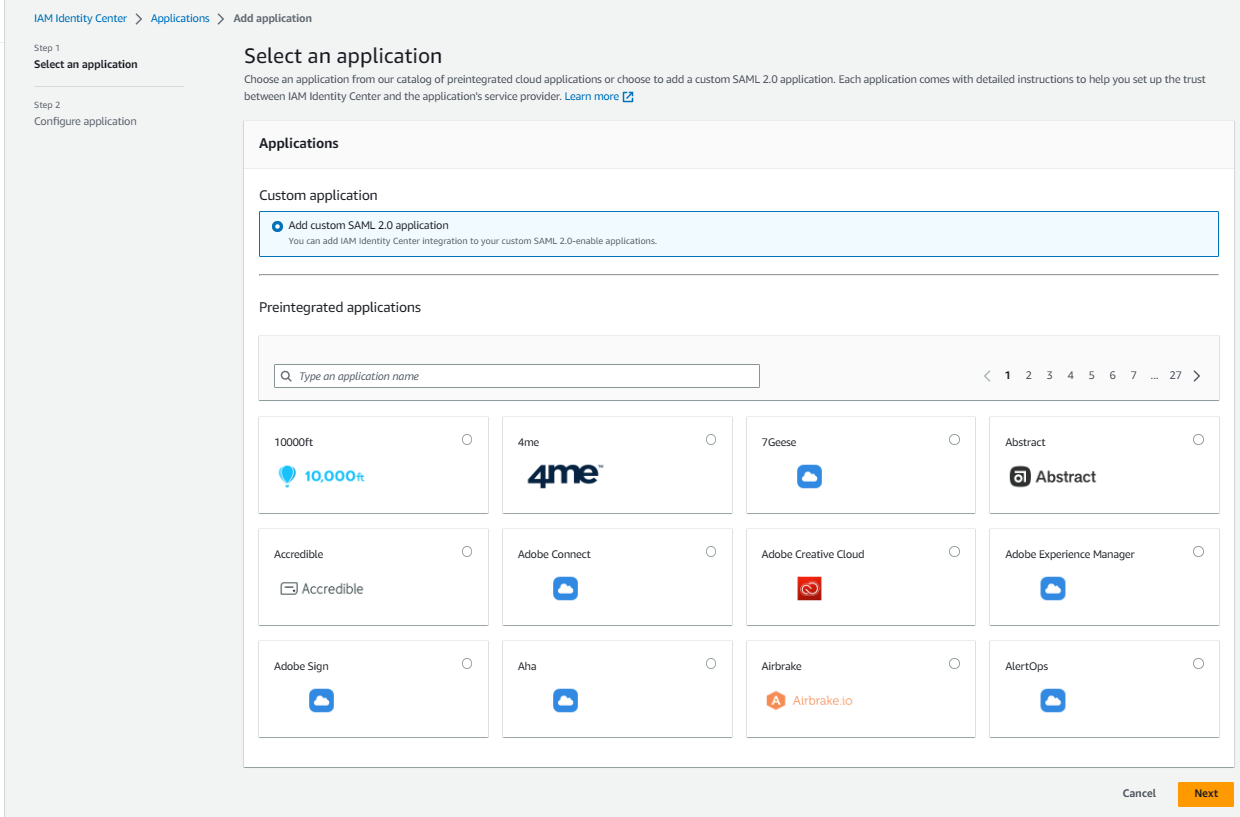 IAM Identity Center > Applications > Add application
Step 1
Select an application
Step 2
Configure application
Select an application
Choose an application from our catalog of preintegrated cloud applications or choose to add a custom SAML 2.0 application. Each application comes with detailed instructions to help you set up the trust
between IAM Identity Center and the application's service provider. Learn more
Applications
Custom application
Add custom SAML 2.0 application
You can add IAM Identity Center integration to your custom SAML 2.0-enable applications.
Preintegrated applications
Type an application name
< 1 2 3 4 5 6 7 ... 27 >
10000ft
10,000ft
4me
4me™
7Geese
Abstract
Abstract
Accredible
Accredible
Adobe Connect
Adobe Creative Cloud
Adobe Experience Manager
Adobe Sign
Aha
Airbrake
Airbrake.io
AlertOps
Cancel
Next